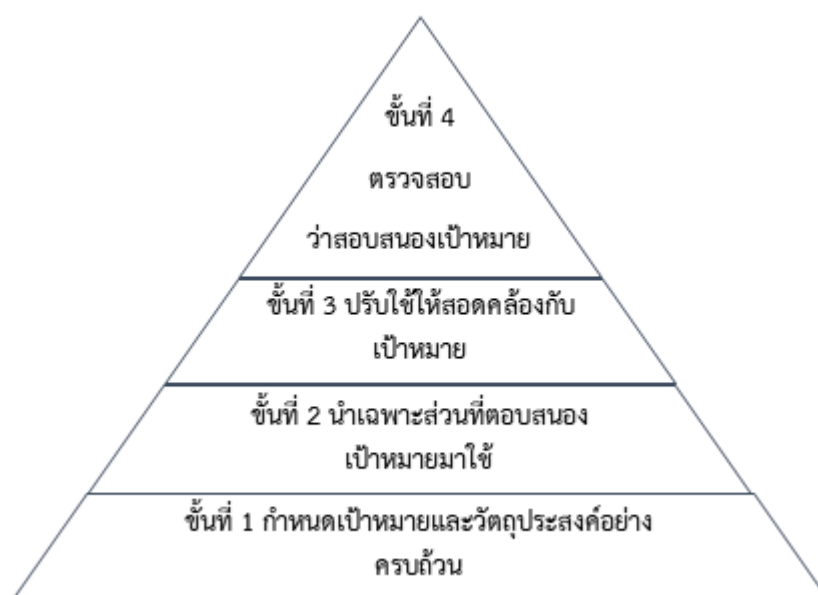 ขั้นที่ 4
ตรวจสอบ
ว่าสอบสนองเป้าหมาย
ขั้นที่ 3 ปรับใช้ให้สอดคล้องกับ
เป้าหมาย
ขั้นที่ 2 นำเฉพาะส่วนที่ตอบสนอง
เป้าหมายมาใช้
ขั้นที่ 1 กำหนดเป้าหมายและวัตถุประสงค์อย่าง
ครบถ้วน